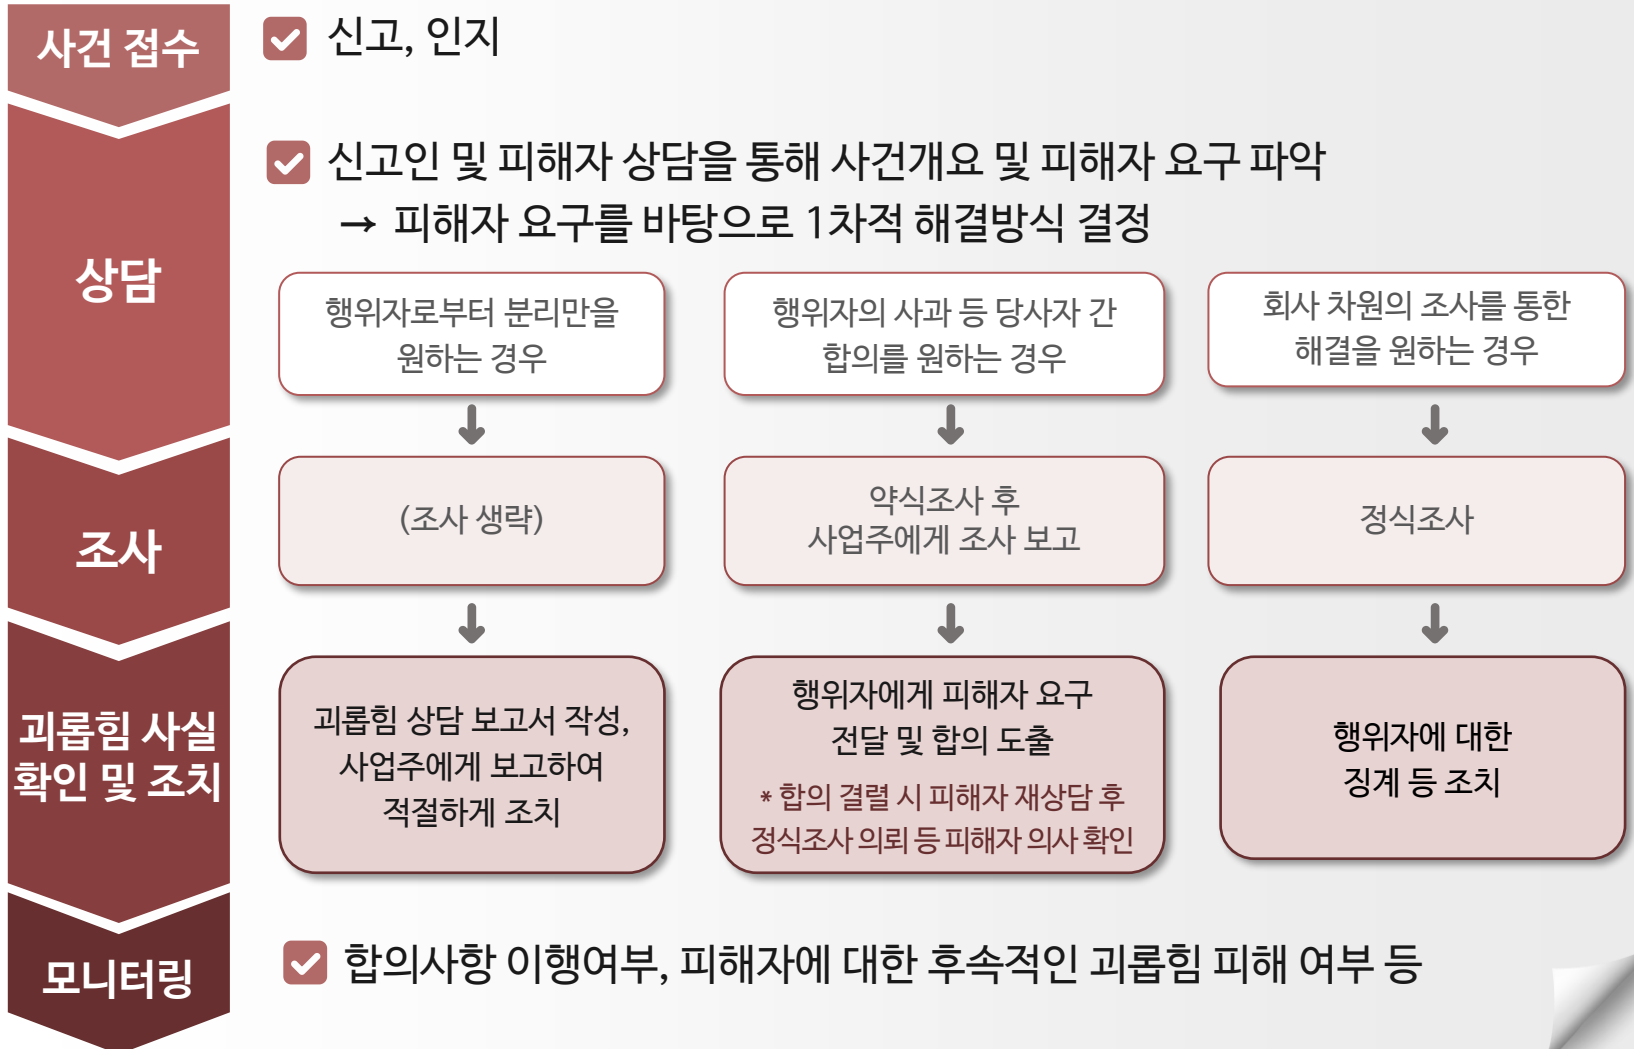 사건 접수
신고, 인지
상담
신고인 및 피해자 상담을 통해 사건개요 및 피해자 요구 파악
→ 피해자 요구를 바탕으로 1차적 해결방식 결정
행위자로부터 분리만을
원하는 경우
행위자의 사과 등 당사자 간
합의를 원하는 경우
회사 차원의 조사를 통한
해결을 원하는 경우
조사
(조사 생략)
약식조사 후
사업주에게 조사 보고
정식조사
괴롭힘 사실
확인 및 조치
괴롭힘 상담 보고서 작성,
사업주에게 보고하여
적절하게 조치
행위자에게 피해자 요구
전달 및 합의 도출
* 합의 결렬 시 피해자 재상담 후
정식조사 의뢰 등 피해자 의사 확인
행위자에 대한
징계 등 조치
모니터링
합의사항 이행여부, 피해자에 대한 후속적인 괴롭힘 피해 여부 등